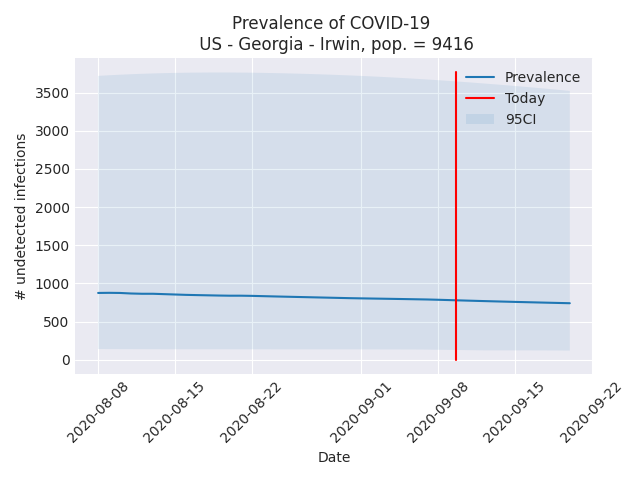 Prevalence of COVID-19
US - Georgia - Irwin, pop. = 9416
Prevalence
Today
95CI
# undetected infections
3500
3000
2500
2000
1500
1000
500
0
2020-08-08
2020-08-15
2020-08-22
2020-09-01
2020-09-08
2020-09-15
2020-09-22
Date